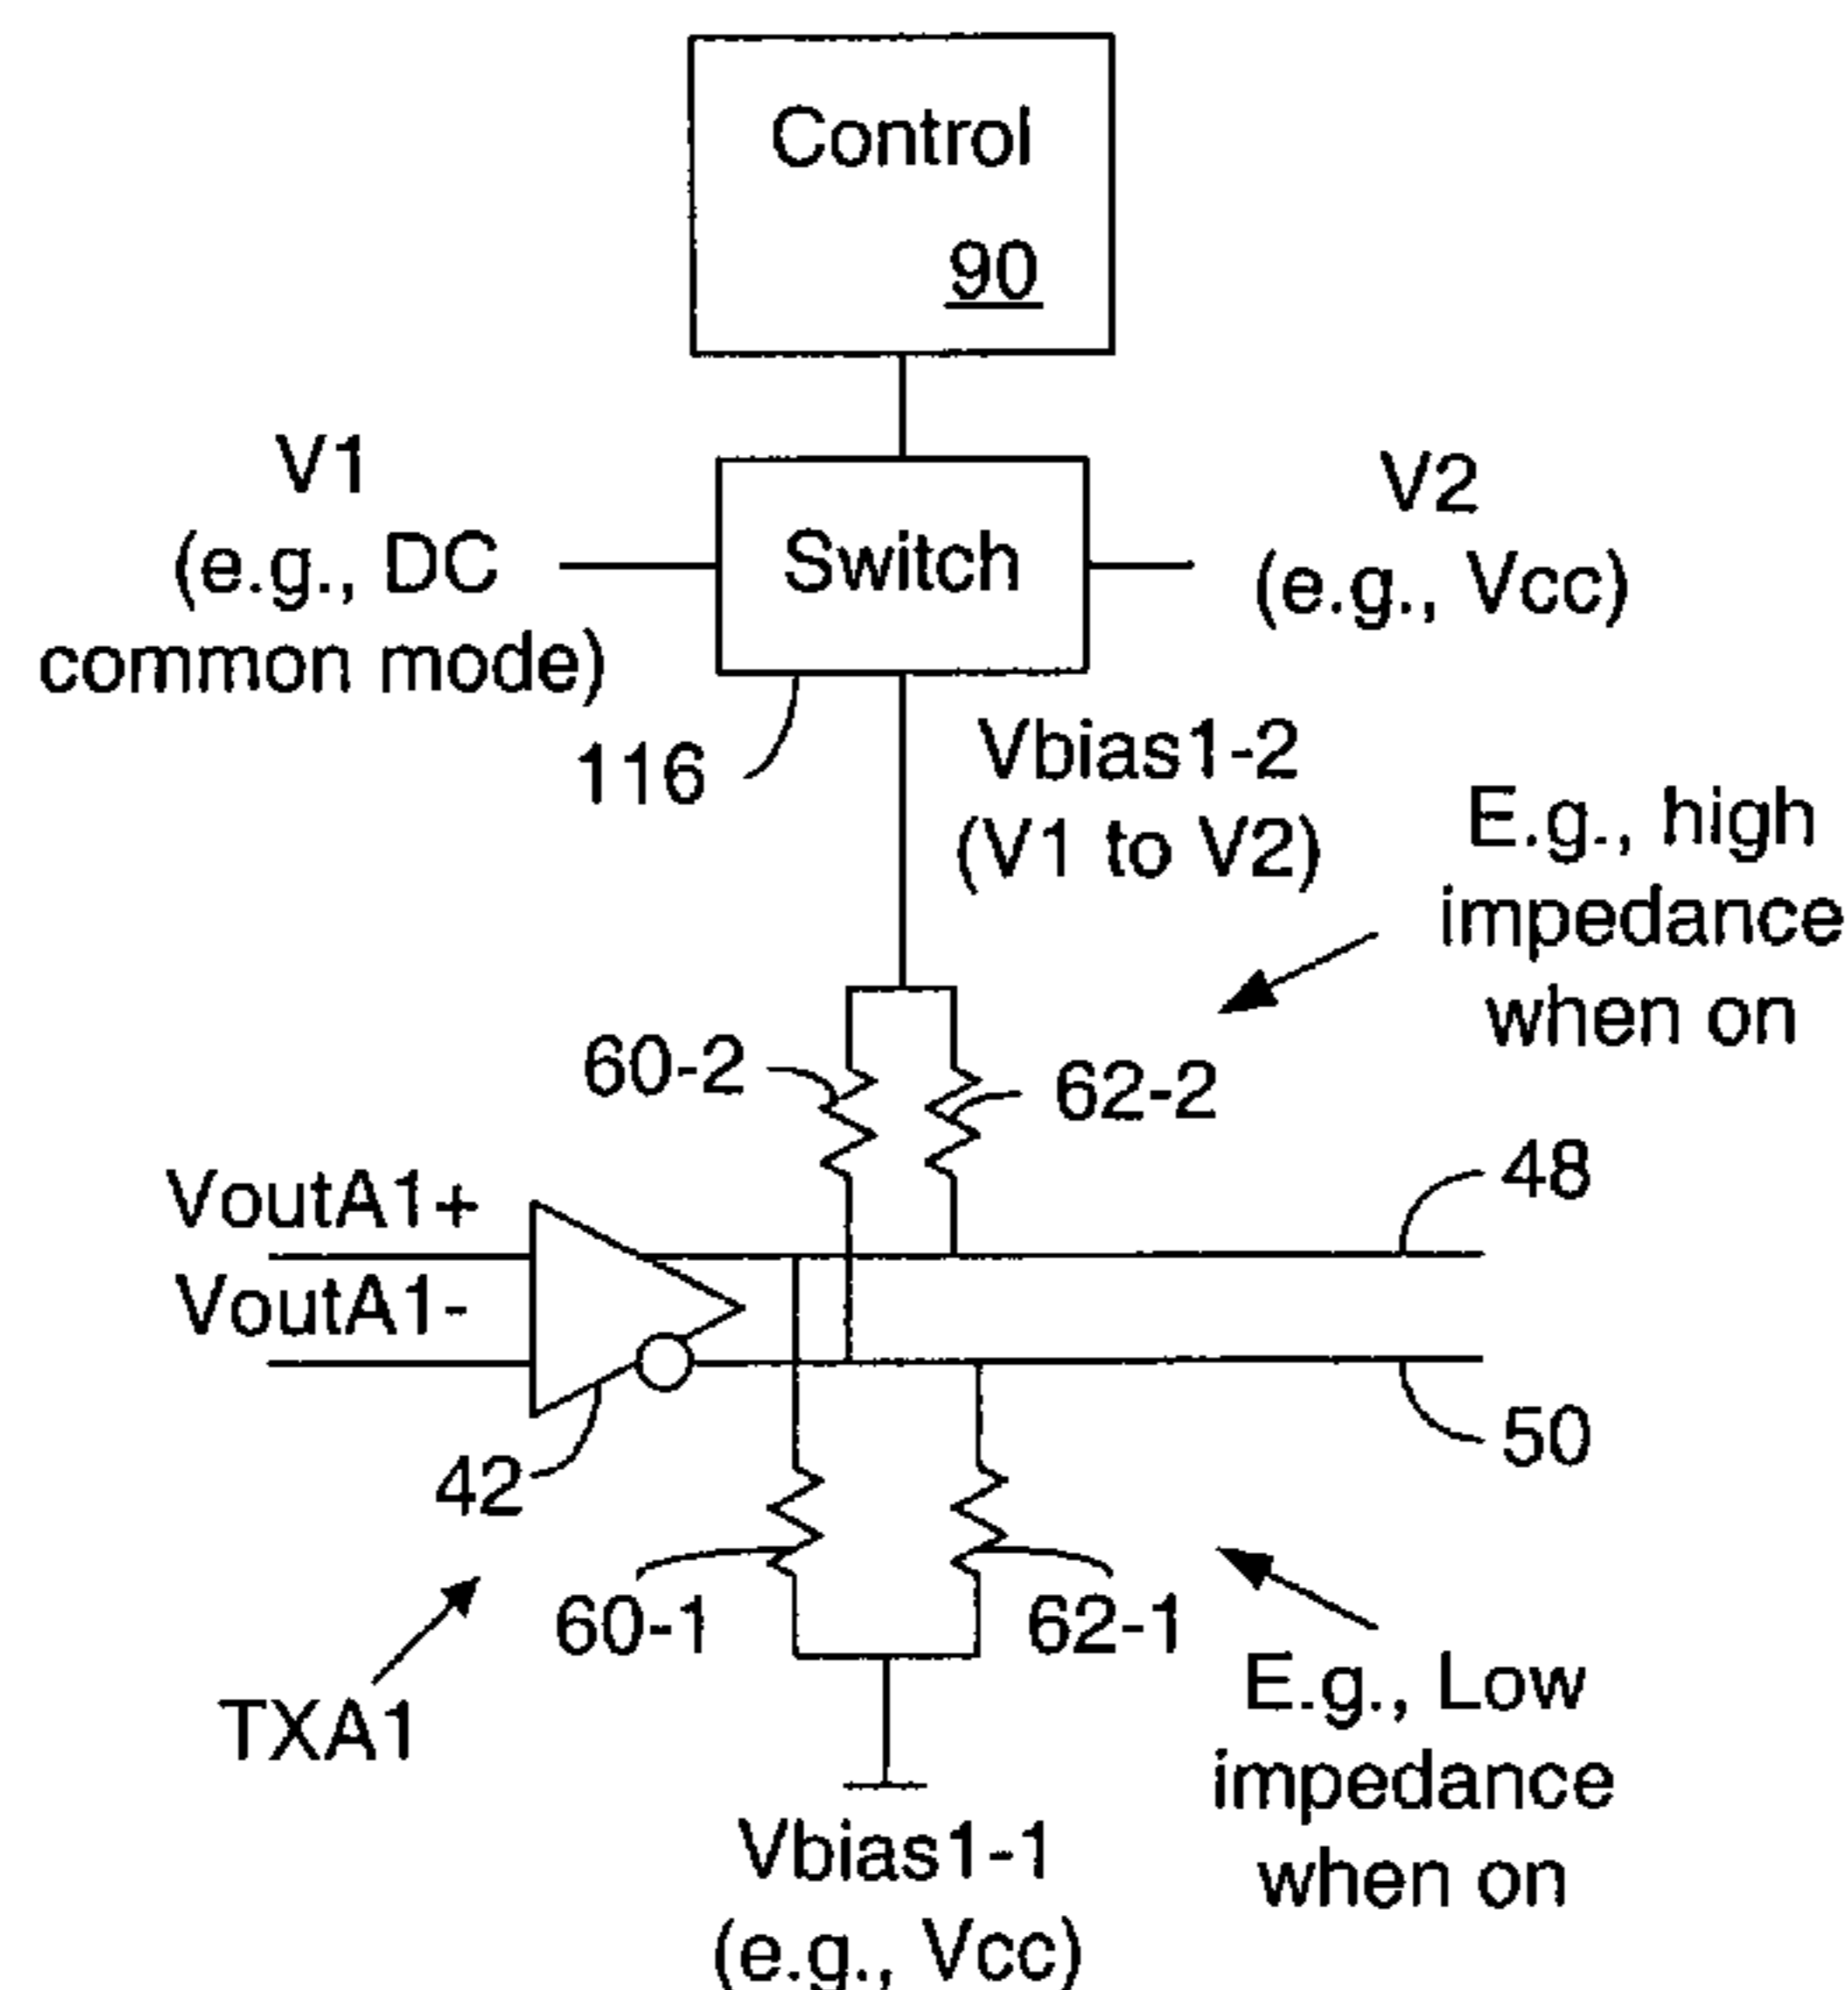 Control
90
V1
(e.g., DC
common mode)
Switch
V2
(e.g., Vcc)
116
Vbias1-2
(V1 to V2)
E.g., high
impedance
when on
60-2
62-2
48
VoutA1+
VoutA1-
42
50
60-1
62-1
TXA1
E.g., Low
impedance
when on
Vbias1-1
(e.g., Vcc)